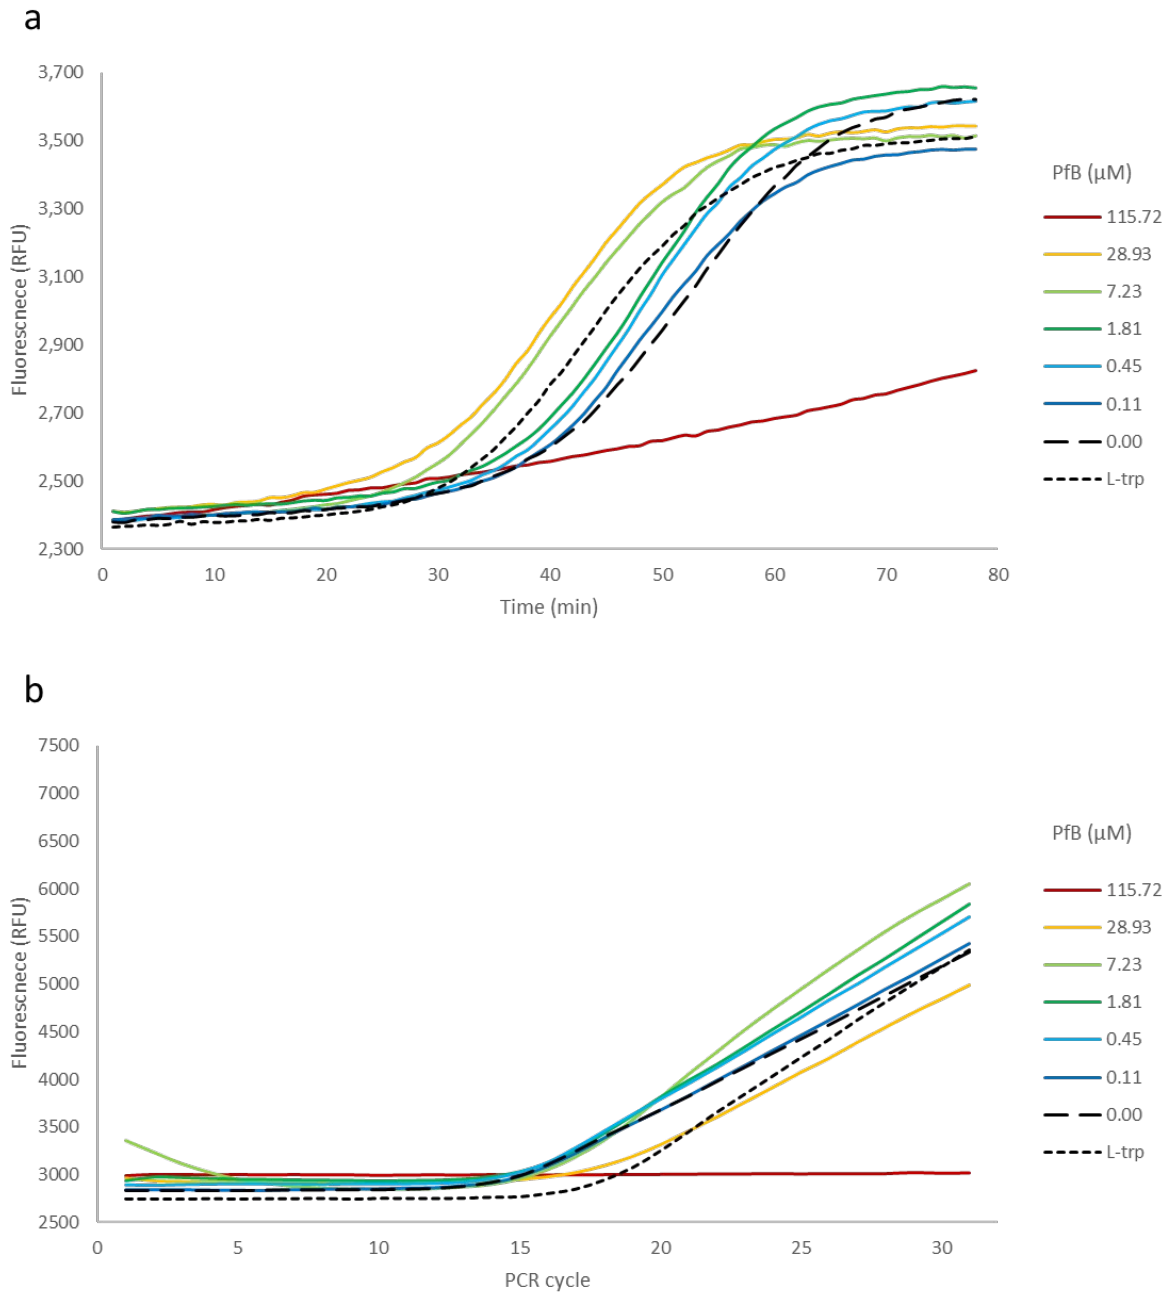 a
3,700
3,500
3,300
3,100
2,900
2,700
2,500
2,300
Fluorescnece (RFU)
0 10 20 30 40 50 60 70 80
Time (min)
PfB (µM)
115.72
28.93
7.23
1.81
0.45
0.11
0.00
L-trp
b
7500
7000
6500
6000
5500
5000
4500
4000
3500
3000
2500
Fluorescnece (RFU)
0 5 10 15 20 25 30
PCR cycle
PfB (µM)
115.72
28.93
7.23
1.81
0.45
0.11
0.00
L-trp